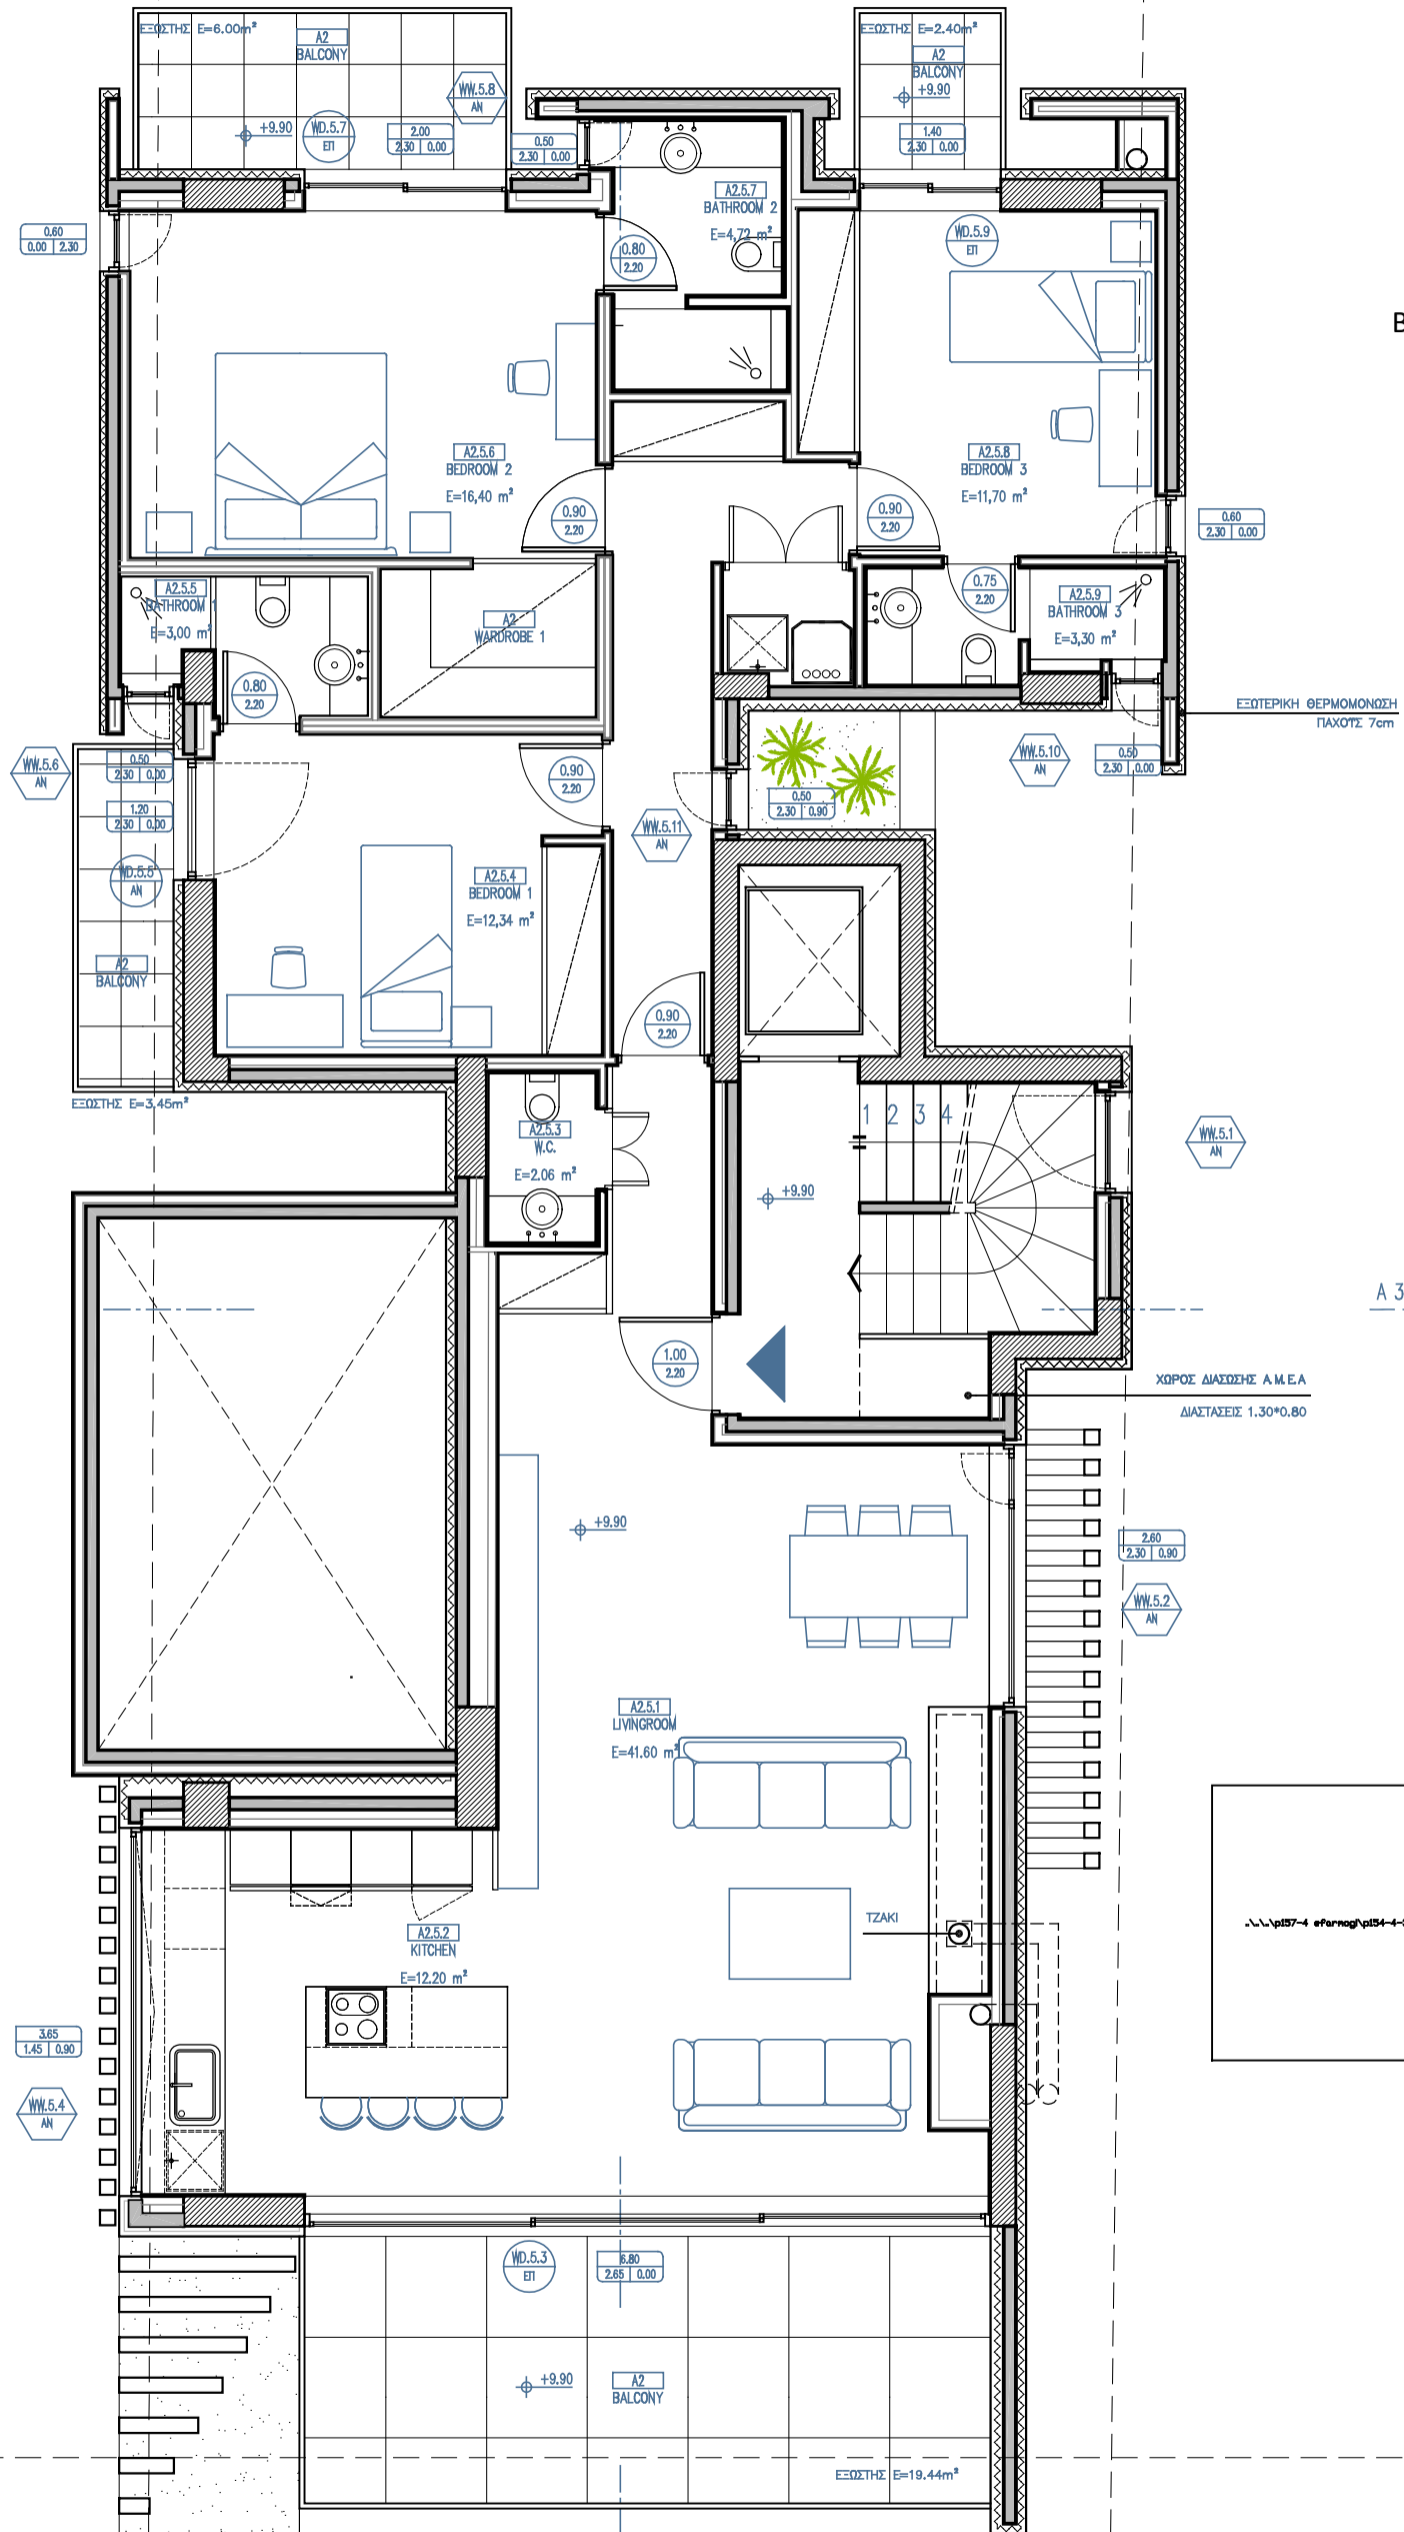 ΕΞΩΣΤΗΣ E=6.00m²
A2
BALCONY
WW.5.8
AN
+9.90
WD.5.7
ΕΠ
2.00
2.30 0.00
0.50
2.30 0.00
ΕΞΩΣΤΗΣ E=2.40m²
A2
BALCONY
+9.90
1.40
2.30 0.00
0.60
0.00 2.30
A2.5.7
BATHROOM 2
E=4,72 m²
0.80
2.20
WD.5.9
ΕΠ
B
A2.5.6
BEDROOM 2
E=16,40 m²
0.90
2.20
A2.5.8
BEDROOM 3
E=11,70 m²
0.90
2.20
0.60
2.30 0.00
A2.5.5
BATHROOM 1
E=3,00 m²
A2
WARDROBE 1
0.75
2.20
A2.5.9
BATHROOM 3
E=3,30 m²
0.80
2.20
ΕΞΩΤΕΡΙΚΗ ΘΕΡΜΟΜΟΝΩΣΗ
ΠΑΧΟΥΣ 7cm
WW.5.6
AN
0.50
2.30 0.00
1.20
2.30 0.00
0.90
2.20
WW.5.10
AN
0.50
2.30 0.00
0.50
2.30 0.90
WW.5.11
AN
WD.5.5
AN
A2.5.4
BEDROOM 1
E=12,34 m²
A2
BALCONY
0.90
2.20
ΕΞΩΣΤΗΣ E=3.45m²
1 2 3 4
A2.5.3
W.C.
E=2.06 m²
WW.5.1
AN
+9.90
A 3
1.00
2.20
ΧΩΡΟΣ ΔΙΑΣΩΣΗΣ Α.Μ.Ε.Α
ΔΙΑΣΤΑΣΕΙΣ 1.30*0.80
+9.90
2.60
2.30 0.90
WW.5.2
AN
A2.5.1
LIVINGROOM
E=41.60 m²
ΤΖΑΚΙ
..\..\..\p157-4 efarmogi\p154-4-
A2.5.2
KITCHEN
E=12.20 m²
3.65
1.45 0.90
WW.5.4
AN
WD.5.3
ΕΠ
6.80
2.65 0.00
+9.90
A2
BALCONY
ΕΞΩΣΤΗΣ E=19.44m²